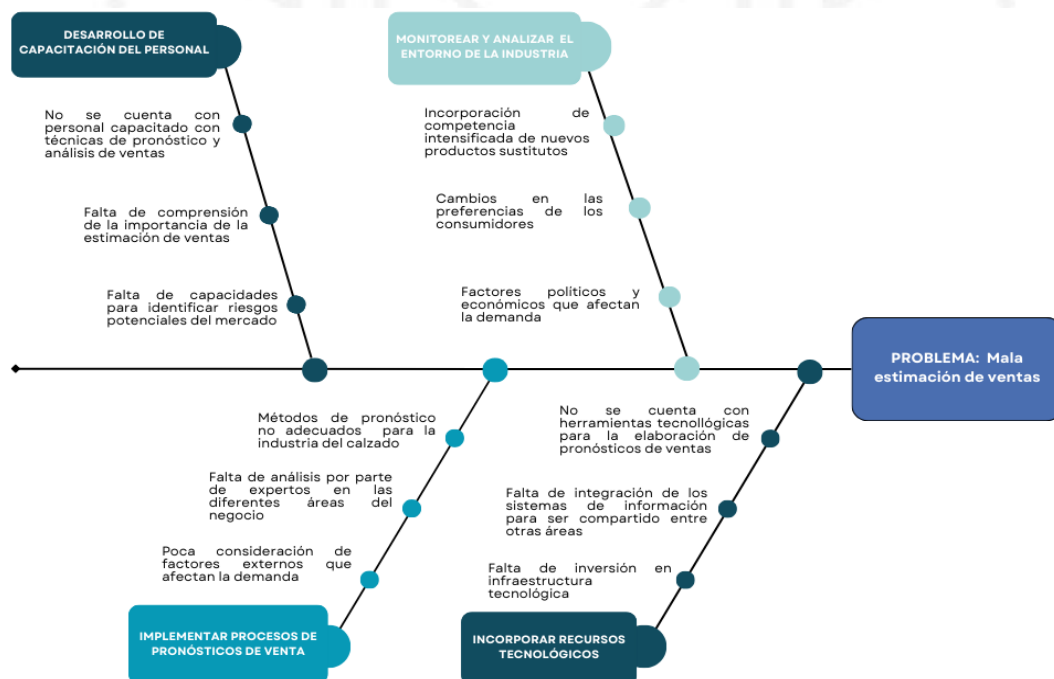 DESARROLLO DE
CAPACITACIÓN DEL PERSONAL
No se cuenta con
personal capacitado con
técnicas de pronóstico y
análisis de ventas
Falta de comprensión
de la importancia de la
estimación de ventas
Falta de capacidades
para identificar riesgos
potenciales del mercado
MONITOREAR Y ANALIZAR EL
ENTORNO DE LA INDUSTRIA
Incorporación de
competencia
intensificada de nuevos
productos sustitutos
Cambios en las
preferencias de los
consumidores
Factores políticos y
económicos que afectan
la demanda
PROBLEMA: Mala
estimación de ventas
Métodos de pronóstico
no adecuados para la
industria del calzado
Falta de análisis por parte
de expertos en las
diferentes áreas del
negocio
Poca consideración de
factores externos que
afectan la demanda
IMPLEMENTAR PROCESOS DE
PRONÓSTICOS DE VENTA
No se cuenta con
herramientas tecnollógicas
para la elaboración de
pronósticos de ventas
Falta de integración de los
sistemas de información
para ser compartido entre
otras áreas
Falta de inversión en
infraestructura
tecnológica
INCORPORAR RECURSOS
TECNOLÓGICOS